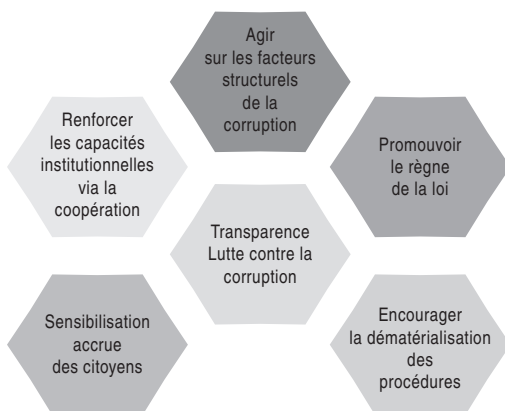 Agir
sur les facteurs
structurels
de la
corruption
Renforcer
les capacités
institutionnelles
via la
coopération
Promouvoir
le règne
de la loi
Transparence
Lutte contre la
corruption
Sensibilisation
accrue
des citoyens
Encourager
la dématérialisation
des
procédures